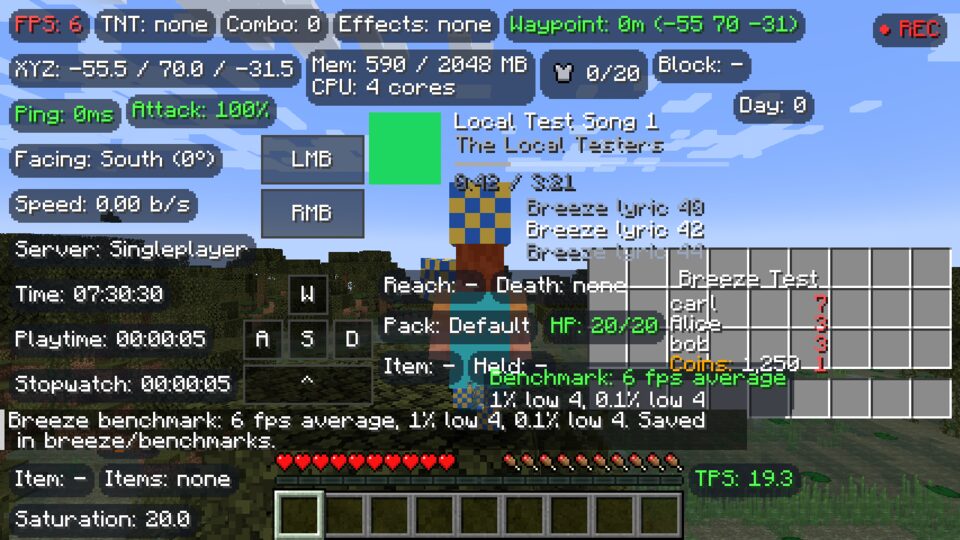 FPS: 6 TNT: none Combo: 0 Effects: none Waypoint: 0m (-55 70 -31) REC
XYZ: -55.5 / 70.0 / -31.5 Mem: 590 / 2048 MB 0/20 Block: -
CPU: 4 cores
Ping: 0ms Attack: 100% Day: 0
Local Test Song 1
The Local Testers
Facing: South (0°) LMB
0:42 / 3:21
Speed: 0.00 b/s RMB
Breeze lyric 40
Breeze lyric 42
Breeze lyric 44
Server: Singleplayer
Breeze Test
Reach: - Death: none
Time: 07:30:30 W
carl 7
Pack: Default HP: 20/20 Alice 3
Playtime: 00:00:05 A S D
bob 3
Item: - Held: - Coins: 1,250 1
Stopwatch: 00:00:05 ^
Benchmark: 6 fps average
1% low 4, 0.1% low 4
Breeze benchmark: 6 fps average, 1% low 4, 0.1% low 4. Saved
in breeze/benchmarks.
Item: - Items: none TPS: 19.3
Saturation: 20.0